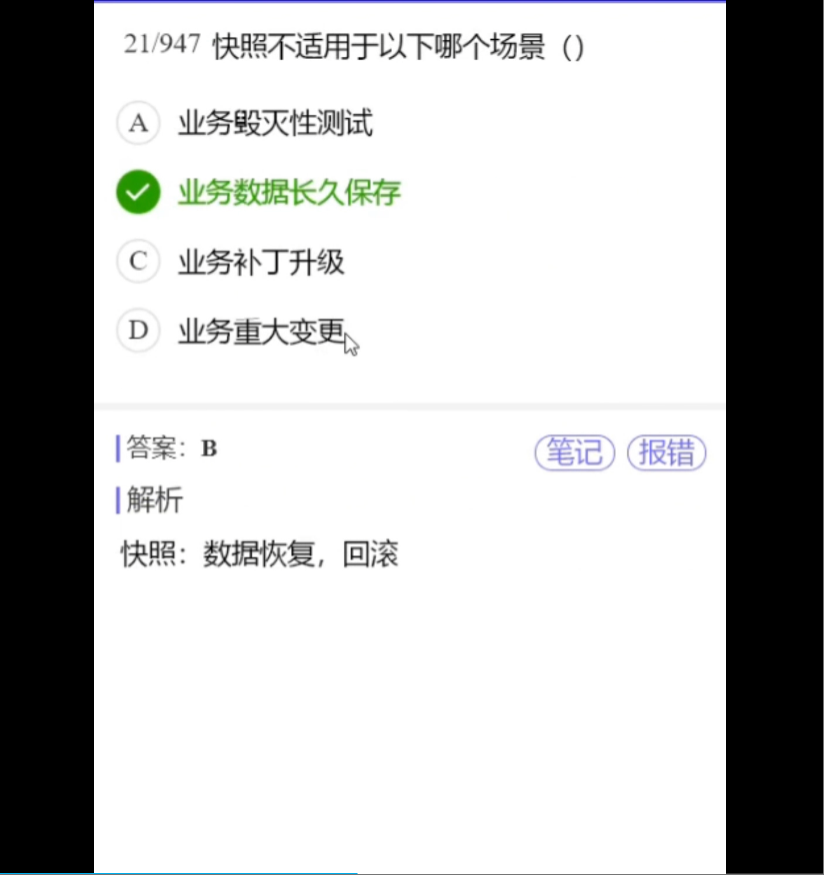 21/947 快照不适用于以下哪个场景（）
A 业务毁灭性测试
业务数据长久保存
C 业务补丁升级
D 业务重大变更
答案：B
笔记 报错
解析
快照：数据恢复，回滚